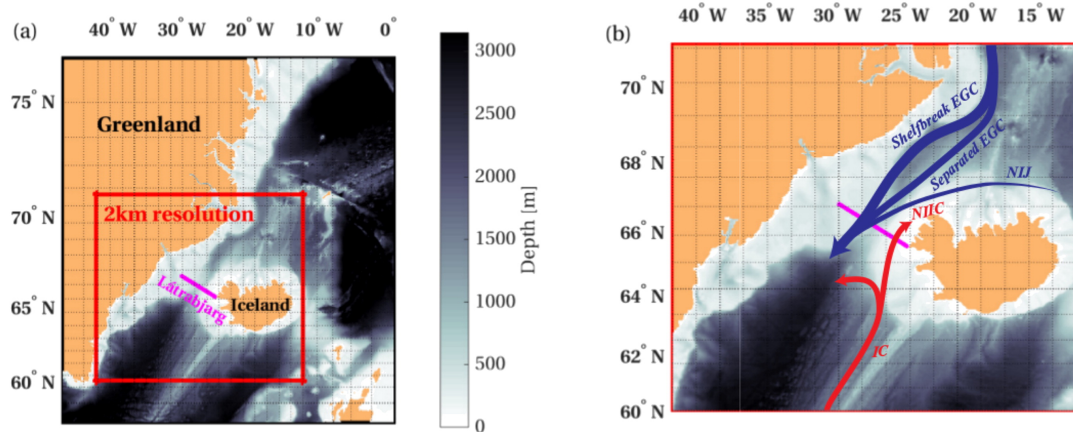 (a)
40° W 30° W 20° W 10° W 0°
75° N
70° N
65° N
60° N
Greenland
2km resolution
Látrabjarg
Iceland
3000
2500
2000
1500
1000
500
0
Depth [m]
(b)
40° W 35° W 30° W 25° W 20° W 15° W
70° N
68° N
66° N
64° N
62° N
60° N
Shelfbreak EGC
Separated EGC
NIJ
NIIC
IC